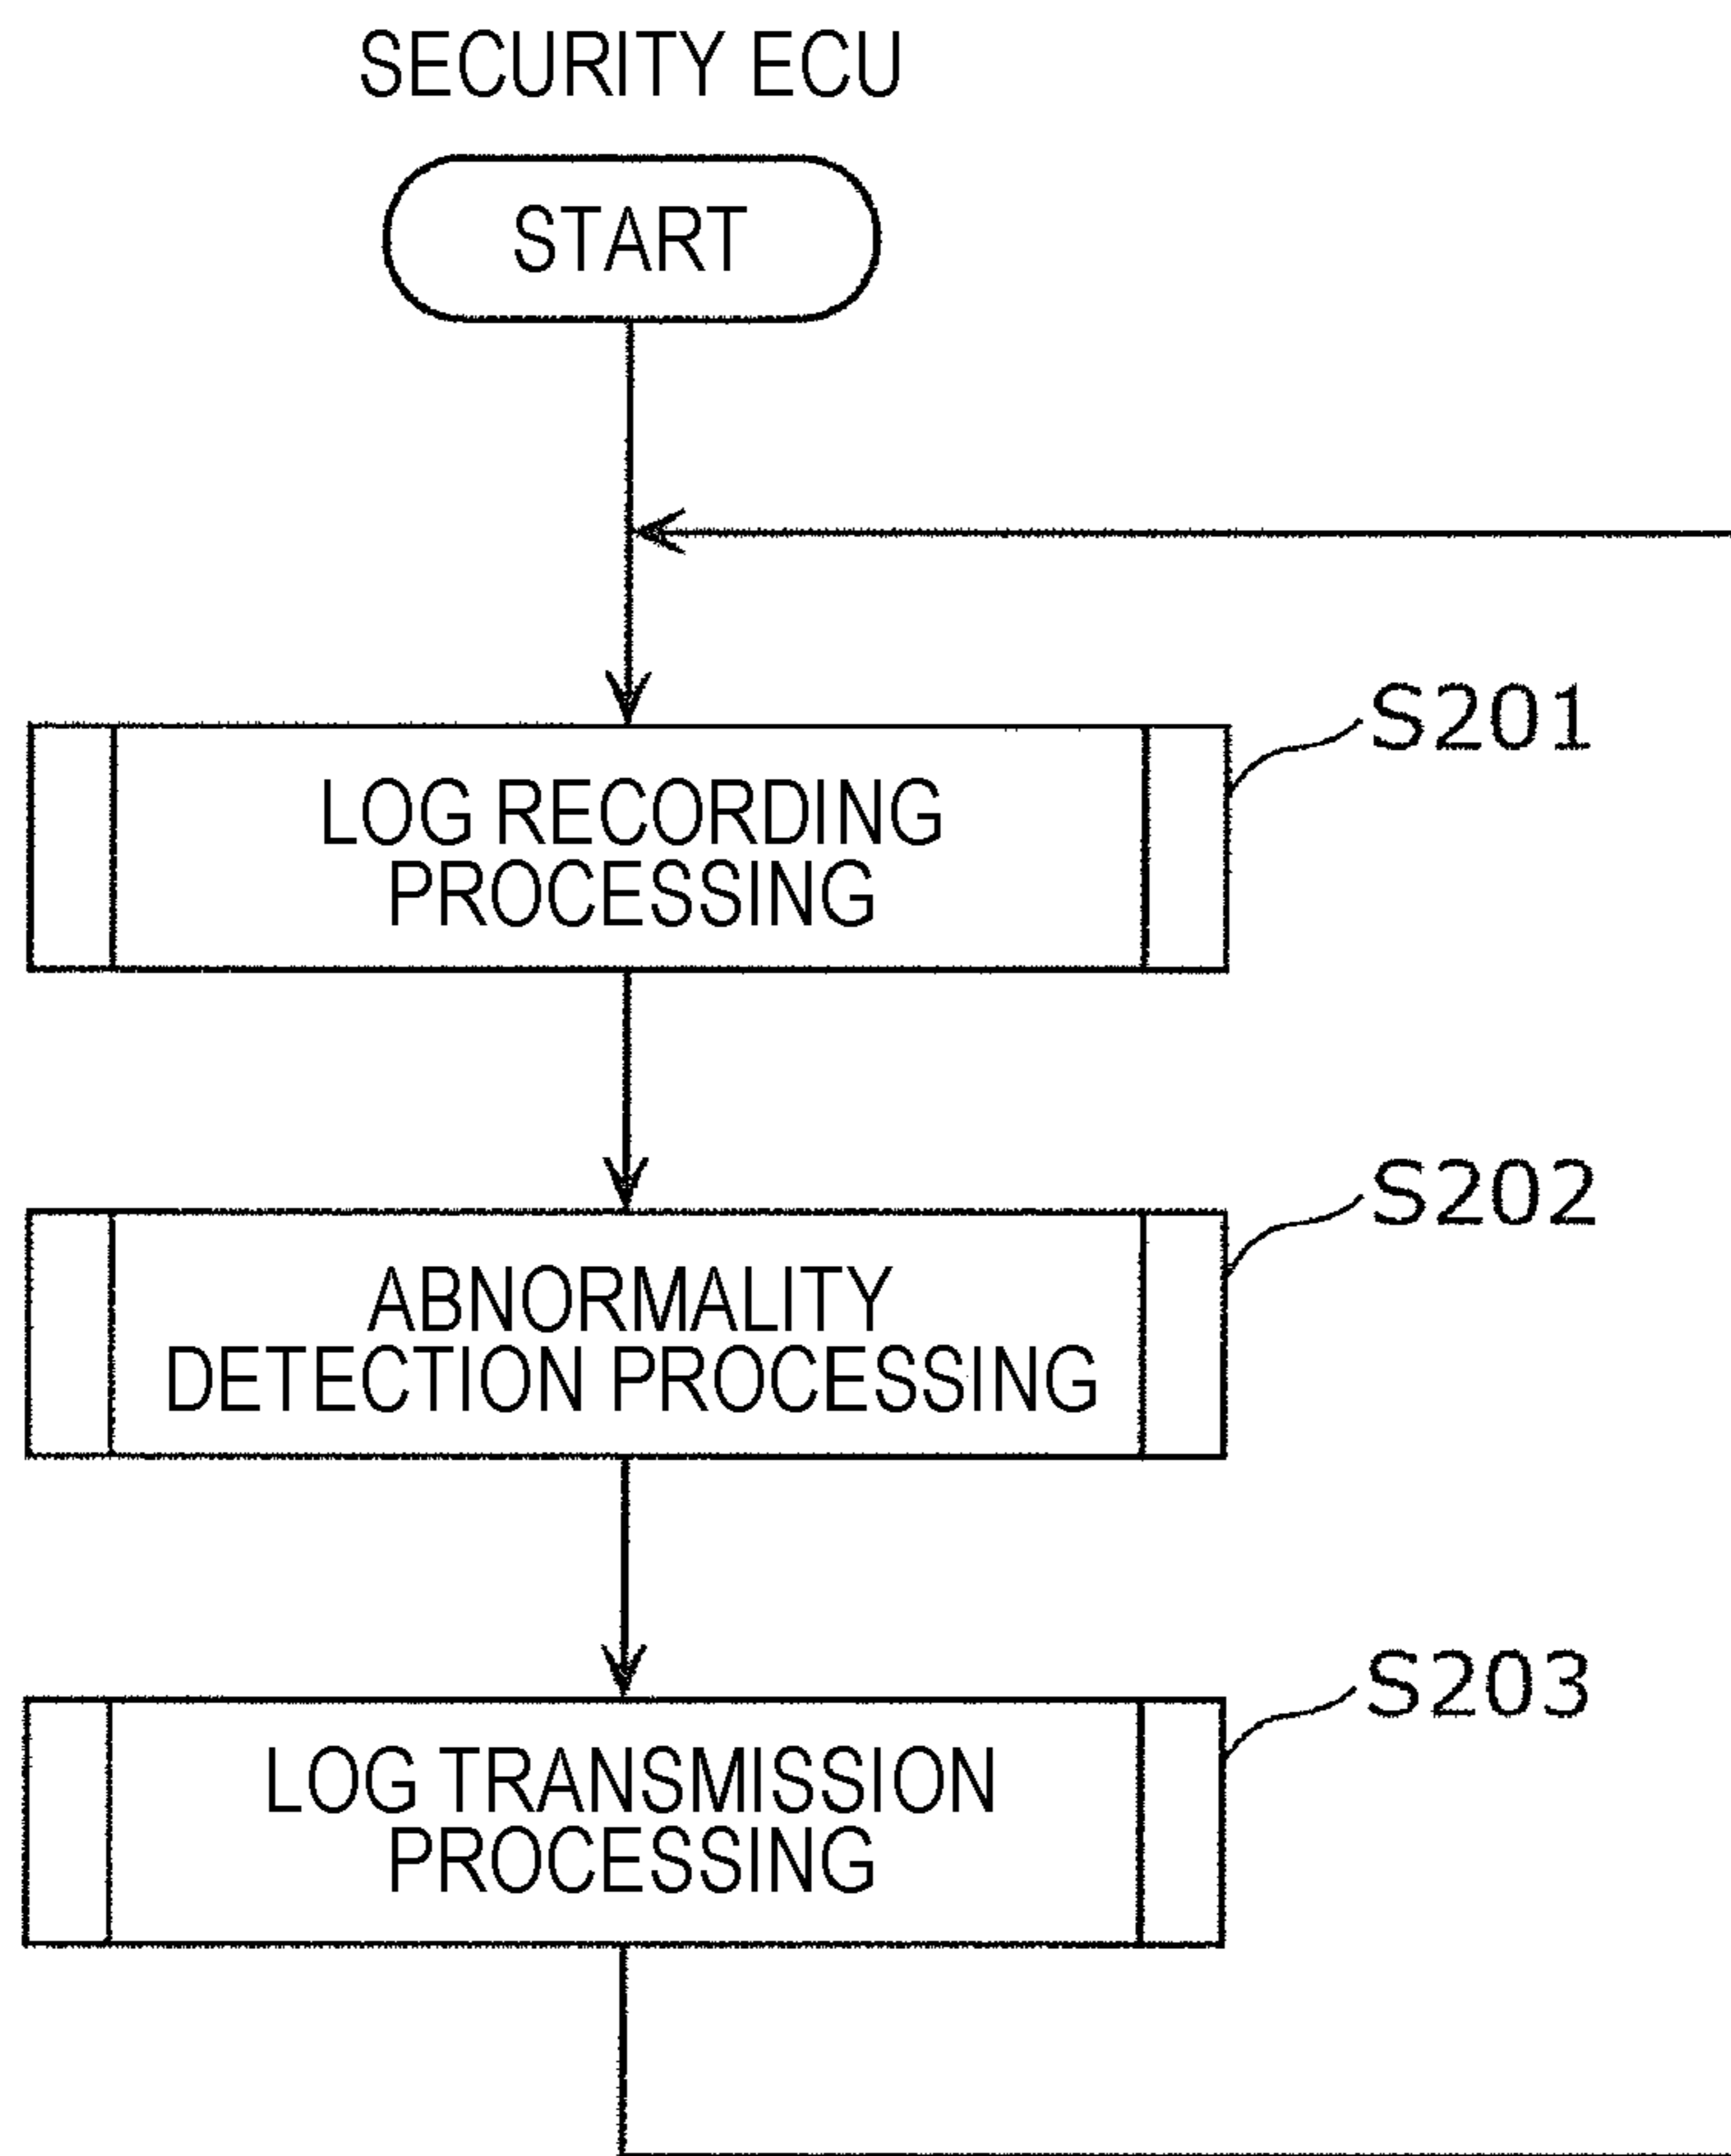 SECURITY ECU
START
S201
LOG RECORDING
PROCESSING
S202
ABNORMALITY
DETECTION PROCESSING
S203
LOG TRANSMISSION
PROCESSING